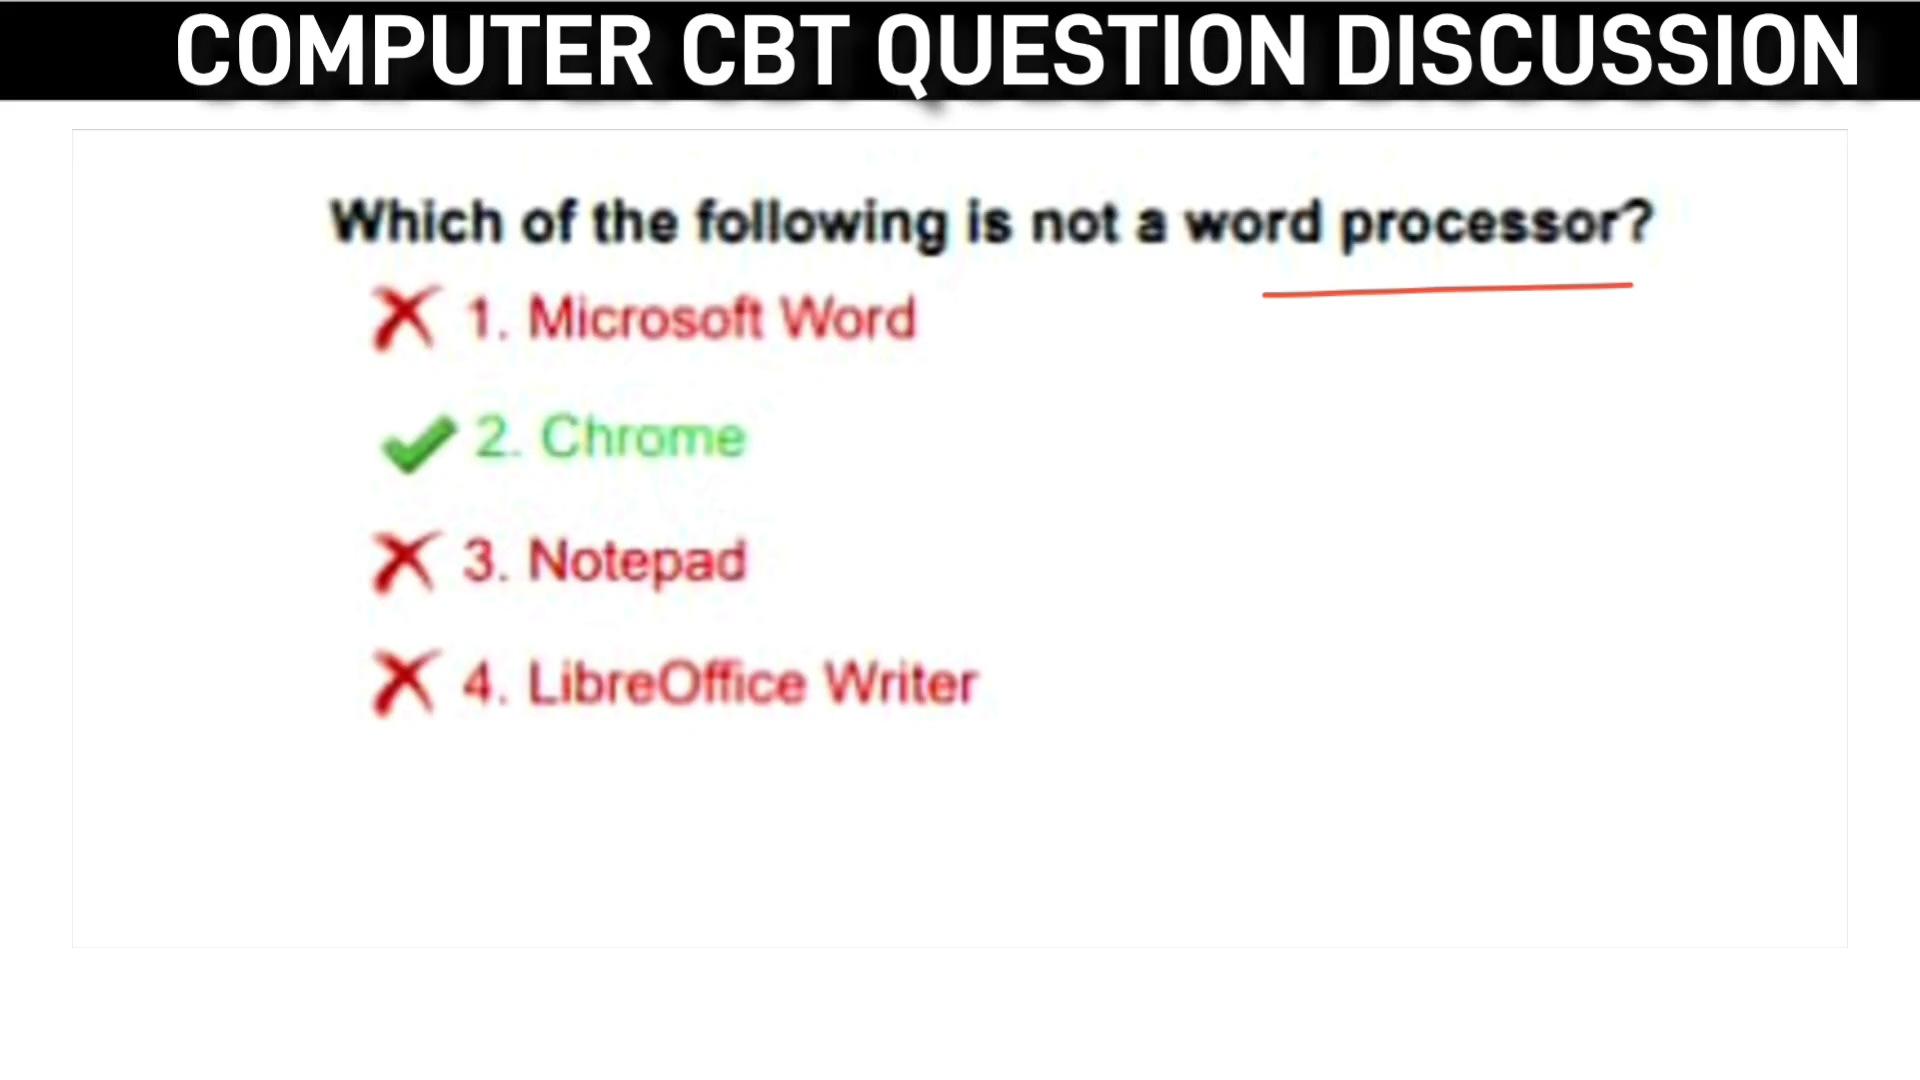 COMPUTER CBT QUESTION DISCUSSION
Which of the following is not a word processor?
1. Microsoft Word
2. Chrome
3. Notepad
4. LibreOffice Writer